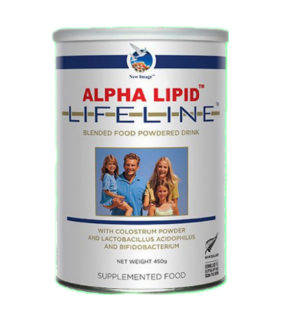 New Image™
ALPHA LIPID™
LIFELINE™
BLENDED FOOD POWDERED DRINK
WITH COLOSTRUM POWDER
AND LACTOBACILLUS ACIDOPHILUS
AND BIFIDOBACTERIUM
NET WEIGHT 450g
SUPPLEMENTED FOOD